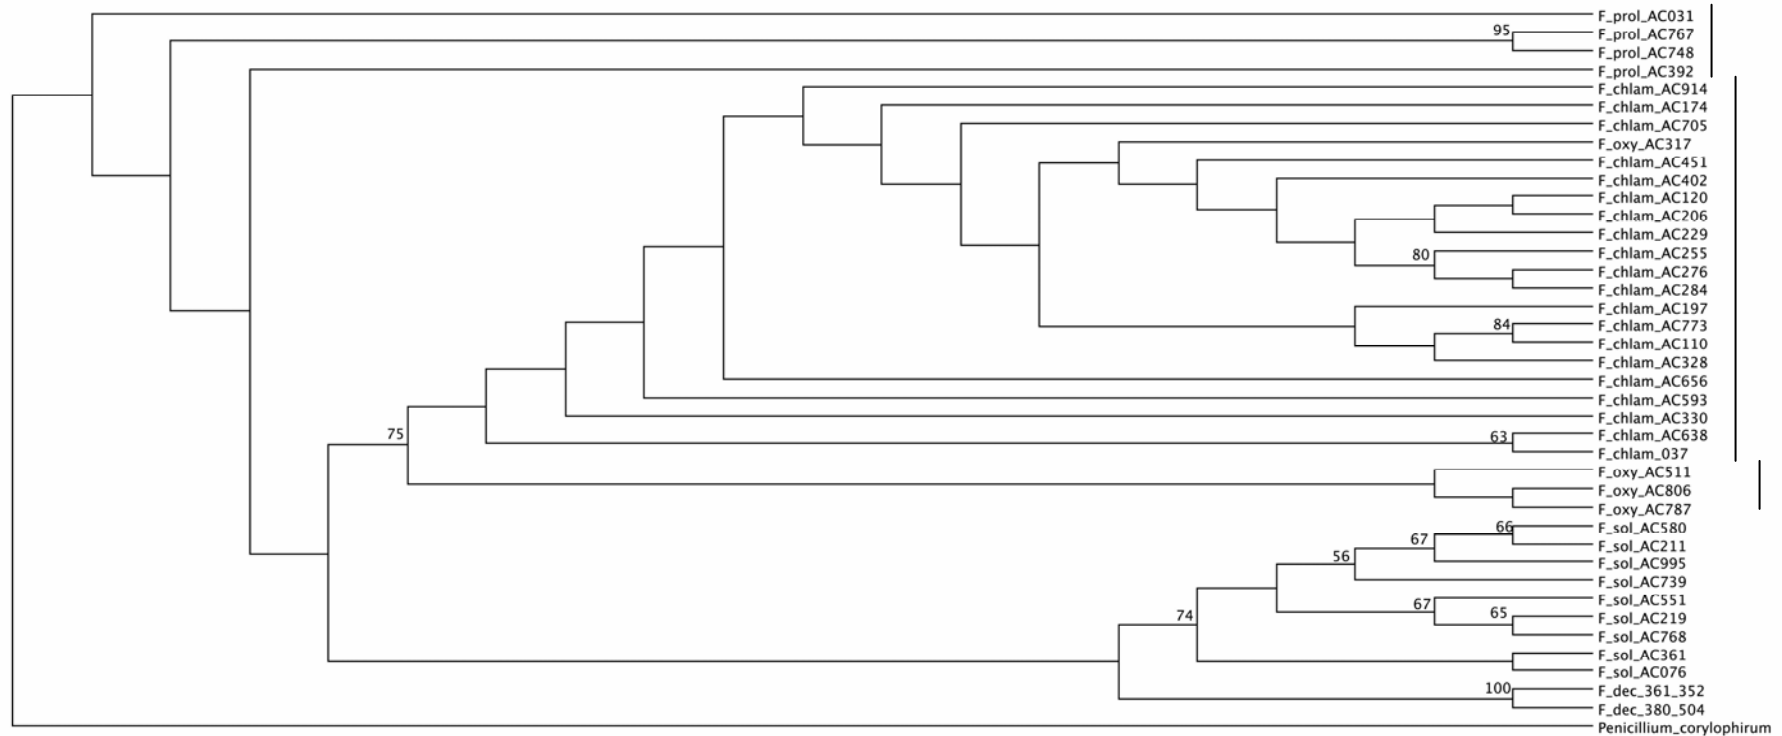 F_prol_AC031
95
F_prol_AC767
F_prol_AC748
F_prol_AC392
F_chlam_AC914
F_chlam_AC174
F_chlam_AC705
F_oxy_AC317
F_chlam_AC451
F_chlam_AC402
F_chlam_AC120
F_chlam_AC206
F_chlam_AC229
80
F_chlam_AC255
F_chlam_AC276
F_chlam_AC284
F_chlam_AC197
84
F_chlam_AC773
F_chlam_AC110
F_chlam_AC328
F_chlam_AC656
F_chlam_AC593
F_chlam_AC330
75
63
F_chlam_AC638
F_chlam_037
F_oxy_AC511
F_oxy_AC806
F_oxy_AC787
66
F_sol_AC580
67
F_sol_AC211
56
F_sol_AC995
F_sol_AC739
67
F_sol_AC551
74
65
F_sol_AC219
F_sol_AC768
F_sol_AC361
F_sol_AC076
100
F_dec_361_352
F_dec_380_504
Penicillium_corylophirum